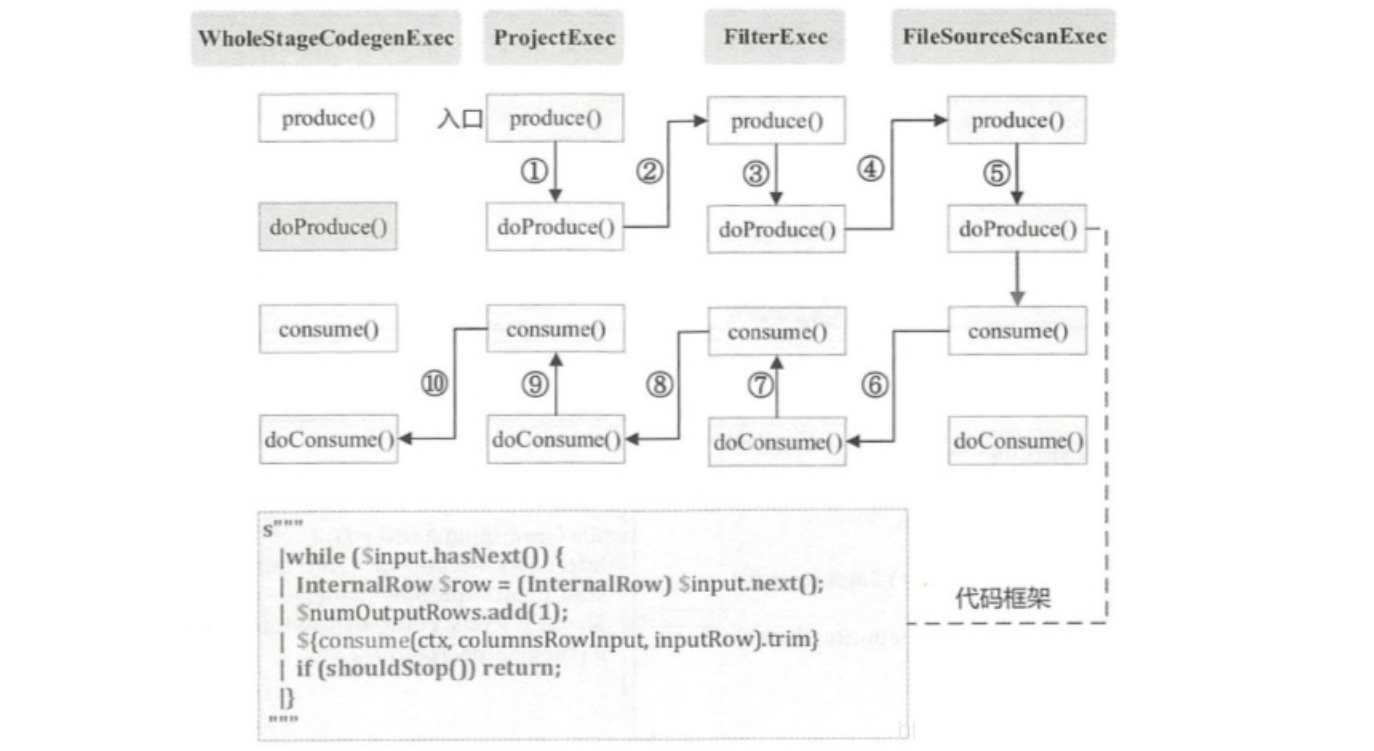 WholeStageCodegenExec ProjectExec FilterExec FileSourceScanExec
produce() 入口 produce() produce() produce()
① ② ③ ④ ⑤
doProduce() doProduce() doProduce() doProduce()
consume() consume() consume() consume()
⑩ ⑨ ⑧ ⑦ ⑥
doConsume() doConsume() doConsume() doConsume()
s"""
|while ($input.hasNext()) {
| InternalRow $row = (InternalRow) $input.next();
| $numOutputRows.add(1);
| ${consume(ctx, columnsRowInput, inputRow).trim}
| if (shouldStop()) return;
|}
"""
代码框架